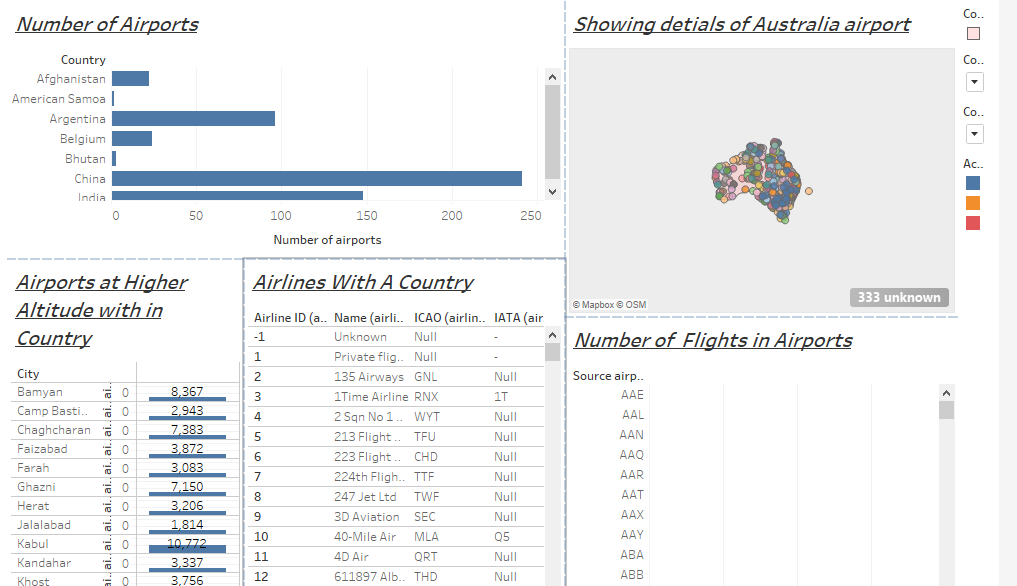 Number of Airports
Country
Afghanistan
American Samoa
Argentina
Belgium
Bhutan
China
India
0 50 100 150 200 250
Number of airports
Showing detials of Australia airport
© Mapbox © OSM
333 unknown
Co..
Co..
Co..
Ac..
Airports at Higher
Altitude with in
Country
City
Bamyan ai.. 0 8,367
Camp Basti.. ai.. 0 2,943
Chaghcharan ai.. 0 7,383
Faizabad ai.. 0 3,872
Farah ai.. 0 3,083
Ghazni ai.. 0 7,150
Herat ai.. 0 3,206
Jalalabad ai.. 0 1,814
Kabul ai.. 0 10,772
Kandahar ai.. 0 3,337
Khost ai.. 3,756
Airlines With A Country
Airline ID (a.. Name (airli.. ICAO (airlin.. IATA (air
-1 Unknown Null -
1 Private flig.. Null -
2 135 Airways GNL Null
3 1Time Airline RNX 1T
4 2 Sqn No 1 .. WYT Null
5 213 Flight .. TFU Null
6 223 Flight .. CHD Null
7 224th Fligh.. TTF Null
8 247 Jet Ltd TWF Null
9 3D Aviation SEC Null
10 40-Mile Air MLA Q5
11 4D Air QRT Null
12 611897 Alb.. THD Null
Number of Flights in Airports
Source airp..
AAE
AAL
AAN
AAQ
AAR
AAT
AAX
AAY
ABA
ABB